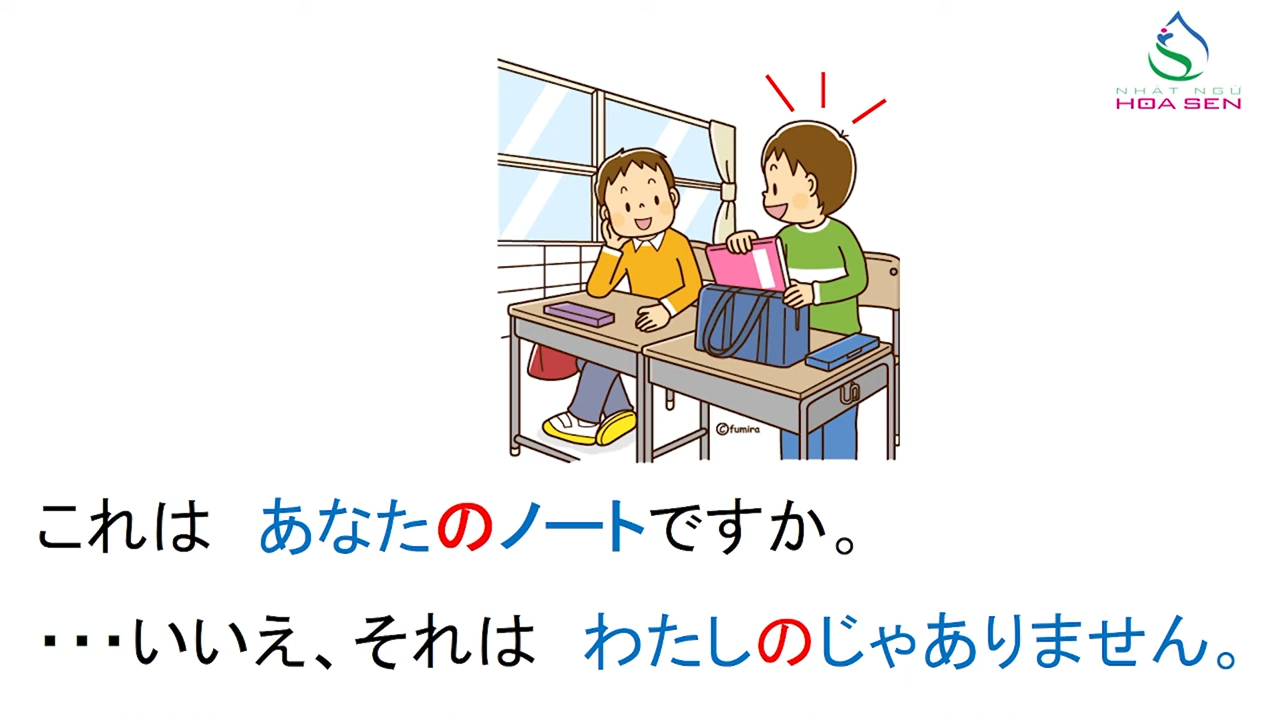 NHẬT NGỮ
HOA SEN
©fumira
これは　あなたのノートですか。
・・・いいえ、それは　わたしのじゃありません。